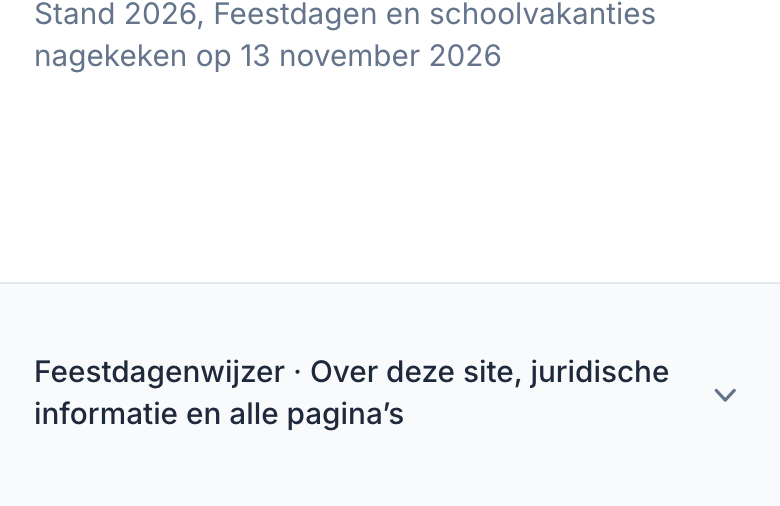 Stand 2026, Feestdagen en schoolvakanties
nagekeken op 13 november 2026
Feestdagenwijzer · Over deze site, juridische
informatie en alle pagina’s